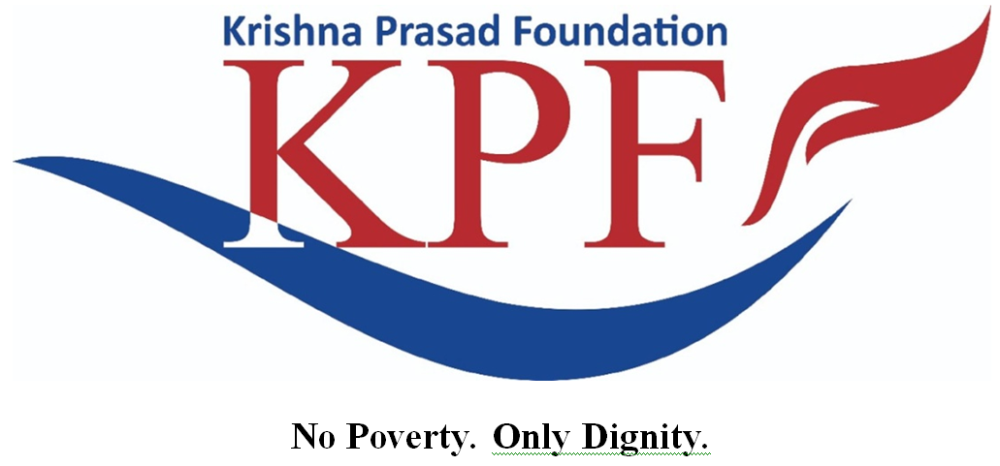 Krishna Prasad Foundation
KPF
No Poverty. Only Dignity.